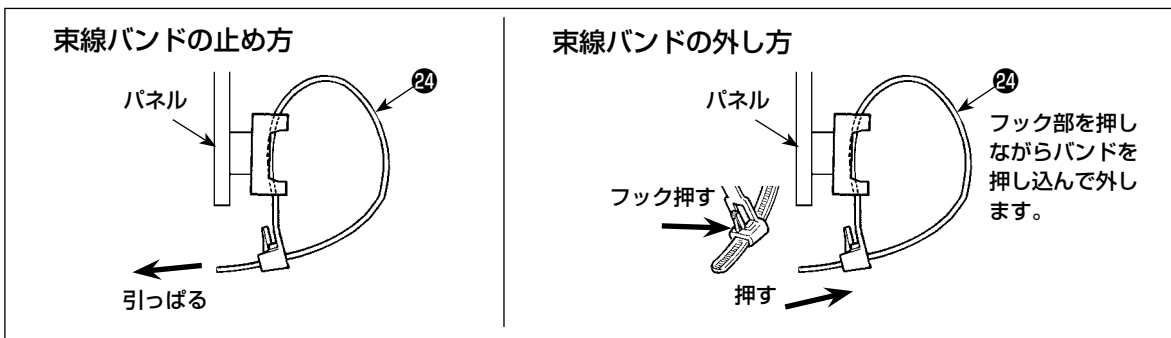 束線バンドの止め方
パネル
㉔
引っぱる
束線バンドの外し方
パネル
㉔
フック部を押し
ながらバンドを
押し込んで外し
ます。
フック押す
押す